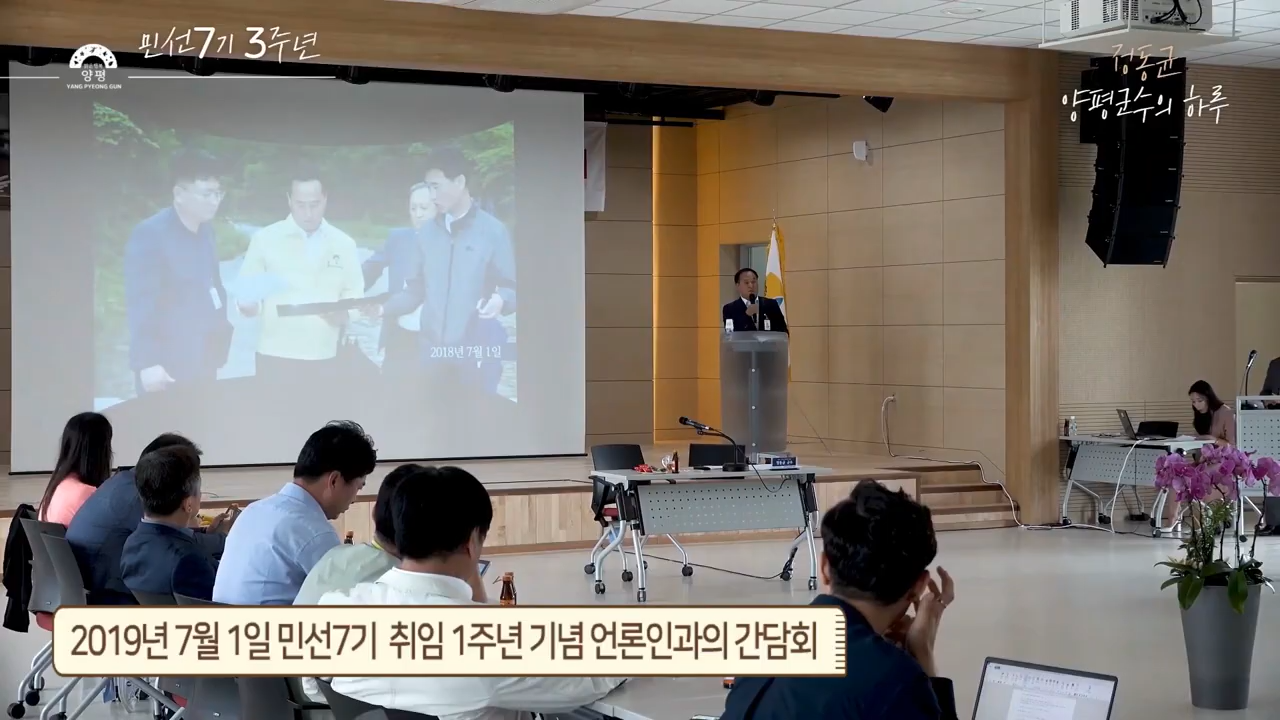 민선7기 3주년
양평
YANG PYEONG GUN
정동균
양평군수의 하루
2018년 7월 1일
2019년 7월 1일 민선7기 취임 1주년 기념 언론인과의 간담회